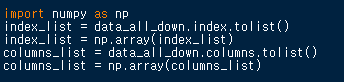 import numpy as np
index_list = data_all_down.index.tolist()
index_list = np.array(index_list)
columns_list = data_all_down.columns.tolist()
columns_list = np.array(columns_list)